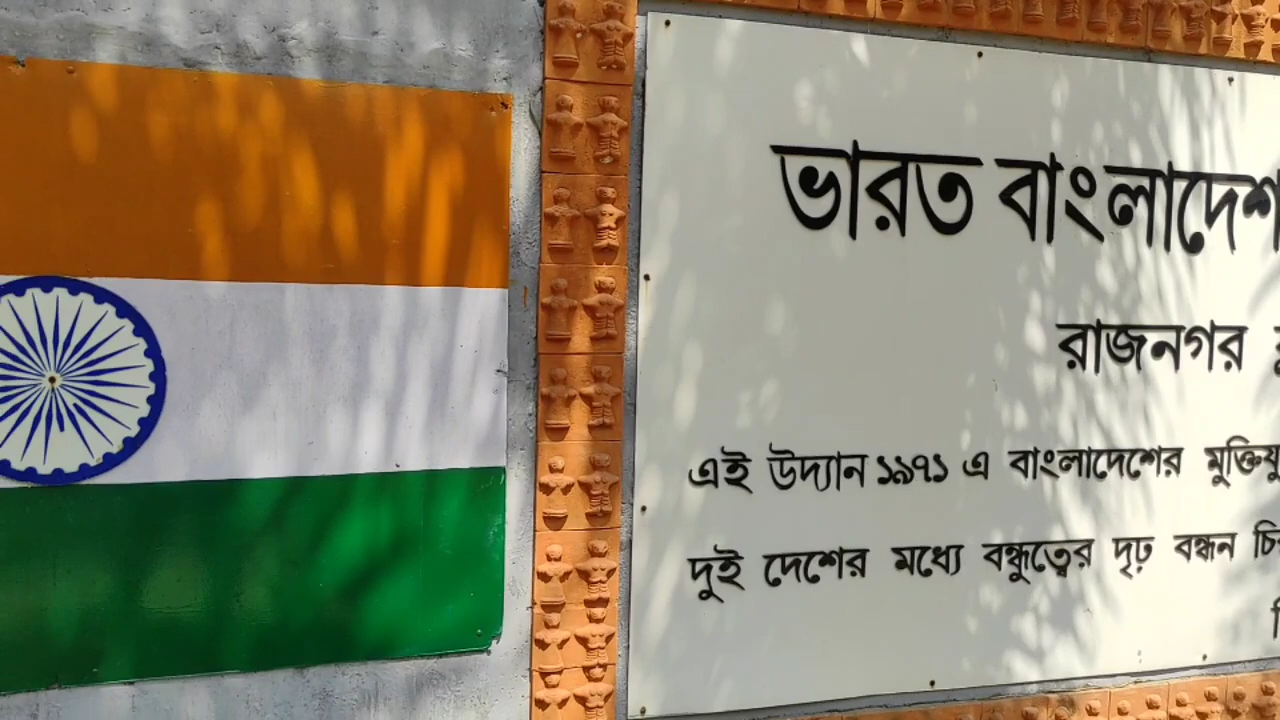 ভারত বাংলাদেশ
রাজনগর
এই উদ্যান ১৯৭১ এ বাংলাদেশের মুক্তিযু
দুই দেশের মধ্যে বন্ধুত্বের দৃঢ় বন্ধন